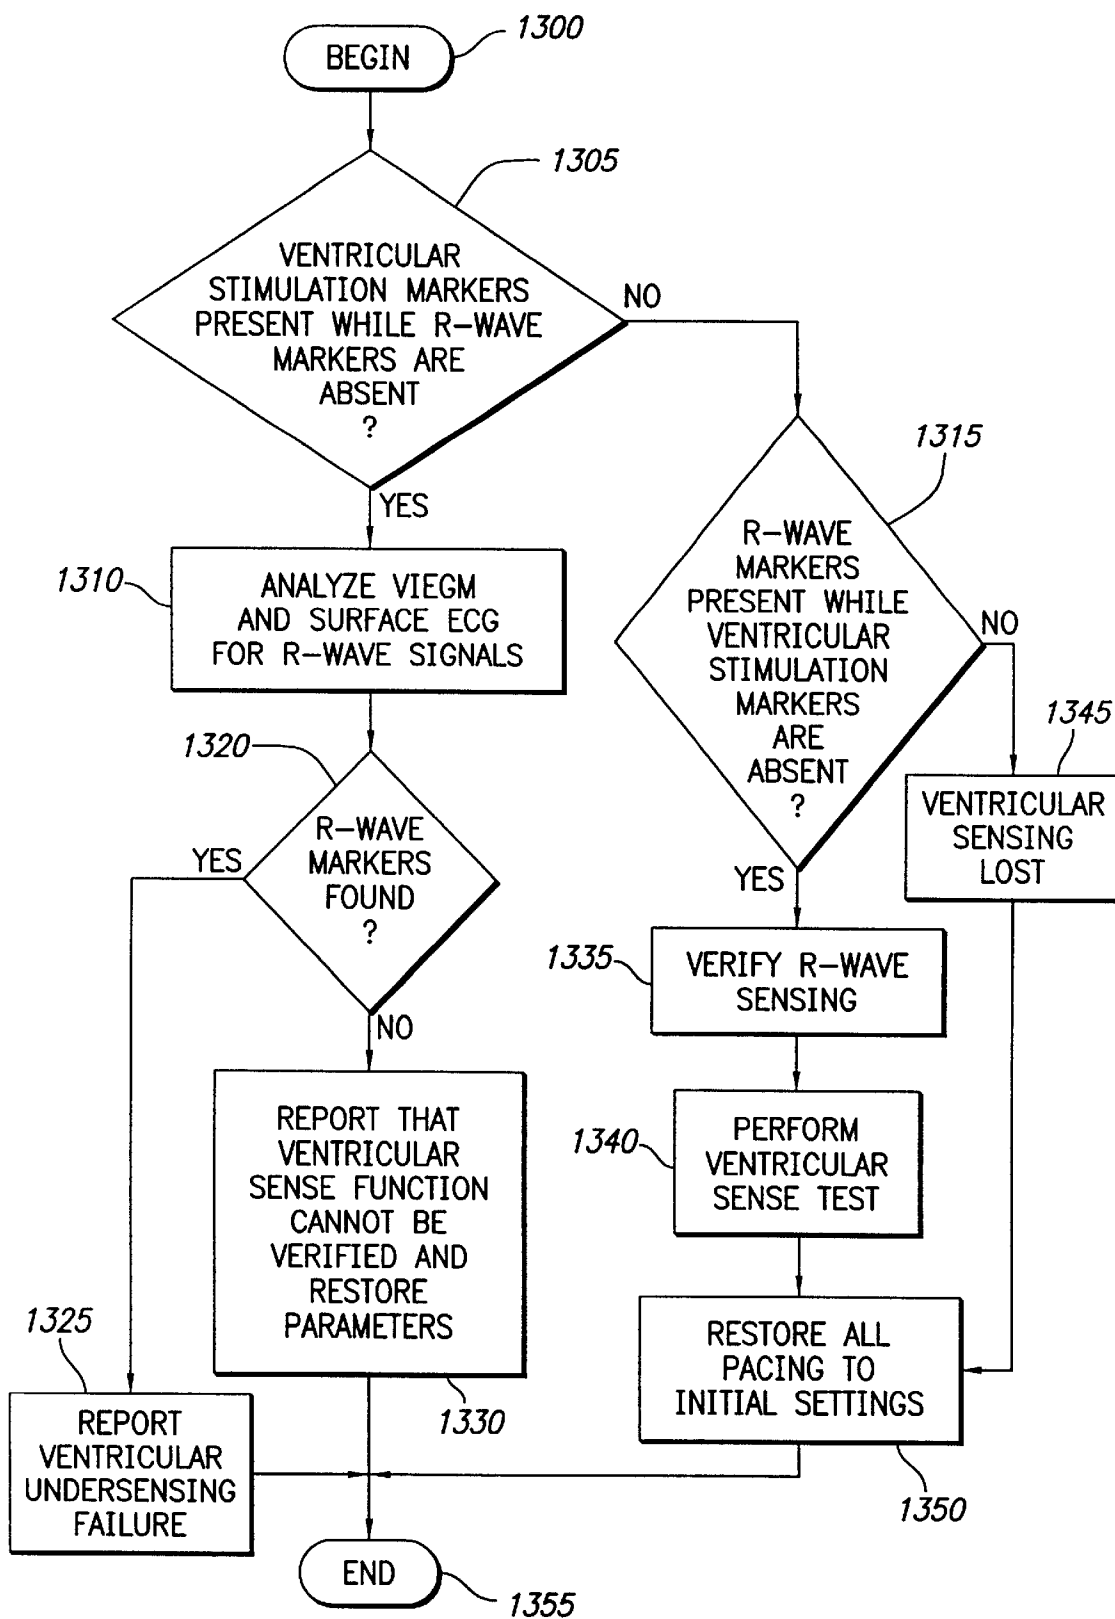 1300
BEGIN
1305
VENTRICULAR
STIMULATION MARKERS
PRESENT WHILE R-WAVE
MARKERS ARE
ABSENT
?
NO
YES
1310
ANALYZE VIEGM
AND SURFACE ECG
FOR R-WAVE SIGNALS
1315
R-WAVE
MARKERS
PRESENT WHILE
VENTRICULAR
STIMULATION
MARKERS
ARE
ABSENT
?
NO
YES
1320
R-WAVE
MARKERS
FOUND
?
YES
NO
1345
VENTRICULAR
SENSING
LOST
1335
VERIFY R-WAVE
SENSING
1340
PERFORM
VENTRICULAR
SENSE TEST
REPORT THAT
VENTRICULAR
SENSE FUNCTION
CANNOT BE
VERIFIED AND
RESTORE
PARAMETERS
1330
1325
REPORT
VENTRICULAR
UNDERSENSING
FAILURE
RESTORE ALL
PACING TO
INITIAL SETTINGS
1350
END
1355